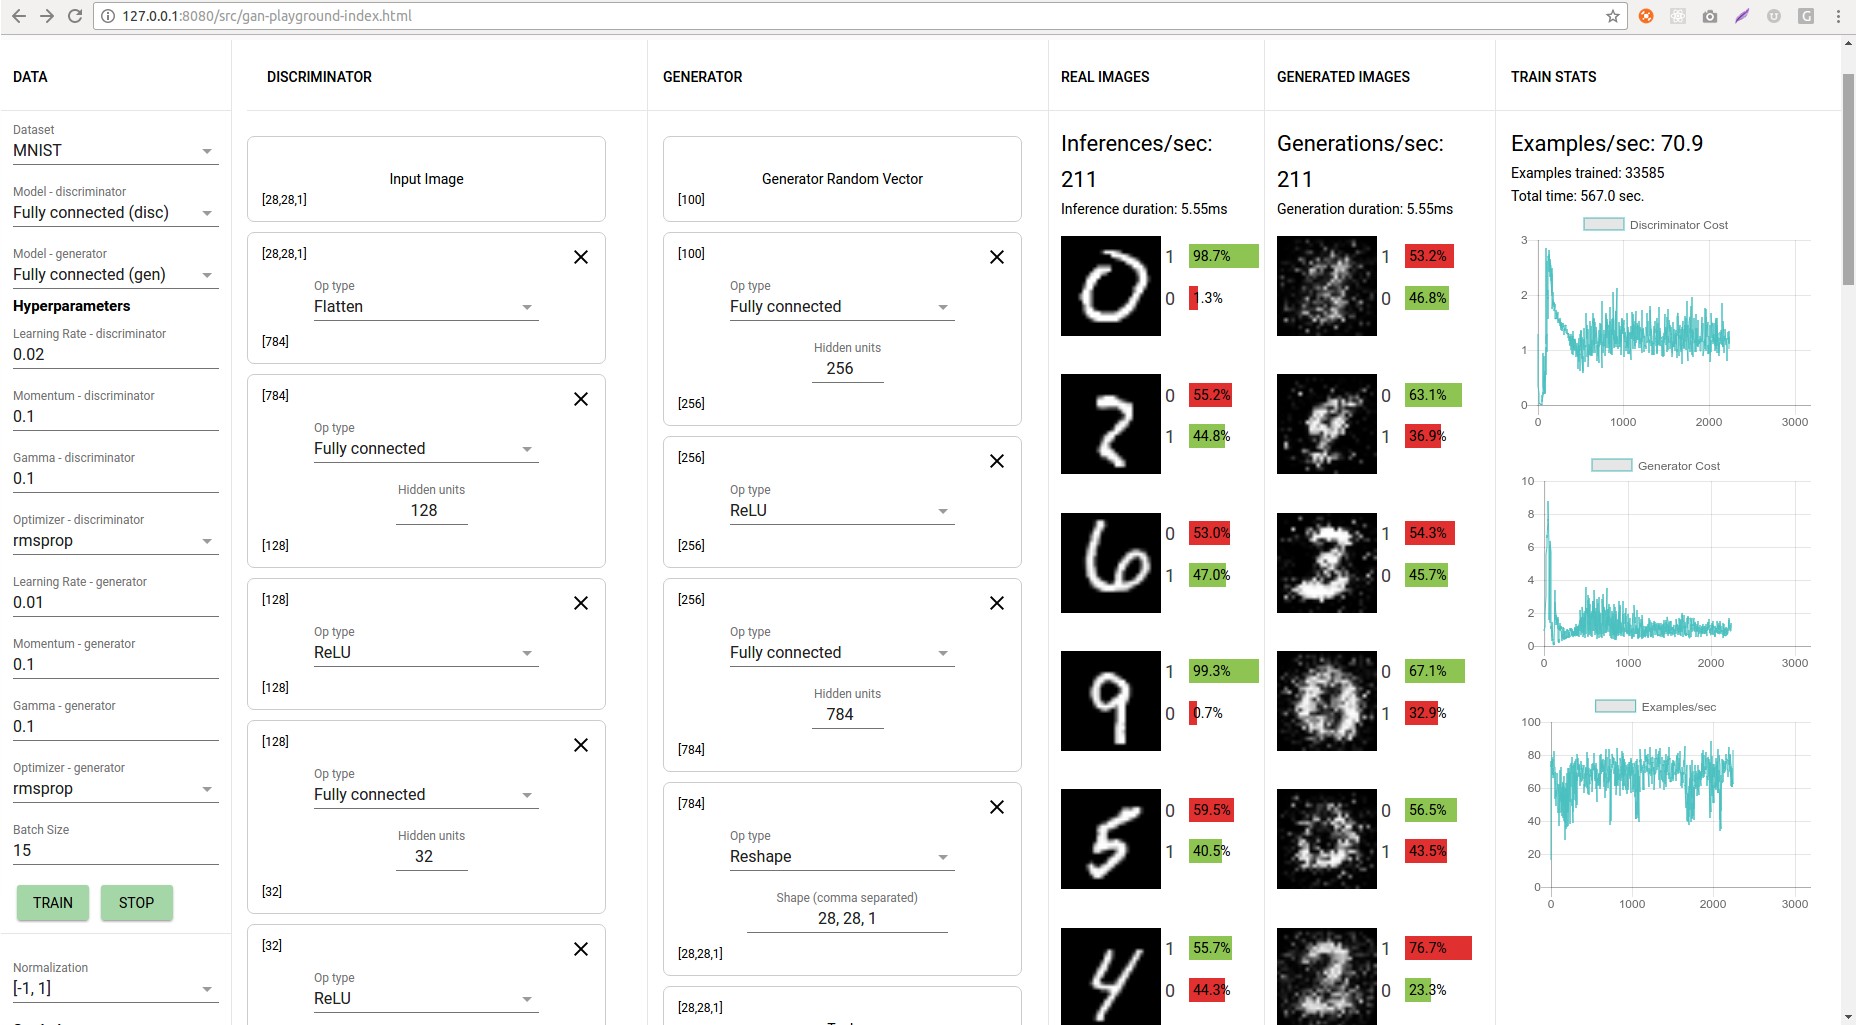 127.0.0.1:8080/src/gan-playground-index.html
DATA
Dataset
MNIST
Model - discriminator
Fully connected (disc)
Model - generator
Fully connected (gen)
Hyperparameters
Learning Rate - discriminator
0.02
Momentum - discriminator
0.1
Gamma - discriminator
0.1
Optimizer - discriminator
rmsprop
Learning Rate - generator
0.01
Momentum - generator
0.1
Gamma - generator
0.1
Optimizer - generator
rmsprop
Batch Size
15
TRAIN STOP
Normalization
[-1, 1]
DISCRIMINATOR
Input Image
[28,28,1]
[28,28,1]
Op type
Flatten
[784]
[784]
Op type
Fully connected
Hidden units
128
[128]
[128]
Op type
ReLU
[128]
[128]
Op type
Fully connected
Hidden units
32
[32]
[32]
Op type
ReLU
GENERATOR
Generator Random Vector
[100]
[100]
Op type
Fully connected
Hidden units
256
[256]
[256]
Op type
ReLU
[256]
[256]
Op type
Fully connected
Hidden units
784
[784]
[784]
Op type
Reshape
Shape (comma separated)
28, 28, 1
[28,28,1]
[28,28,1]
REAL IMAGES
Inferences/sec:
211
Inference duration: 5.55ms
0 1 98.7%
0 1.3%
2 0 55.2%
1 44.8%
6 0 53.0%
1 47.0%
9 1 99.3%
0 0.7%
5 0 59.5%
1 40.5%
4 1 55.7%
0 44.3%
GENERATED IMAGES
Generations/sec:
211
Generation duration: 5.55ms
1 53.2%
0 46.8%
0 63.1%
1 36.9%
3 1 54.3%
0 45.7%
0 0 67.1%
1 32.9%
0 56.5%
1 43.5%
2 1 76.7%
0 23.3%
TRAIN STATS
Examples/sec: 70.9
Examples trained: 33585
Total time: 567.0 sec.
Discriminator Cost
3
2
1
0
0 1000 2000 3000
Generator Cost
10
8
6
4
2
0
0 1000 2000 3000
Examples/sec
100
80
60
40
20
0
0 1000 2000 3000